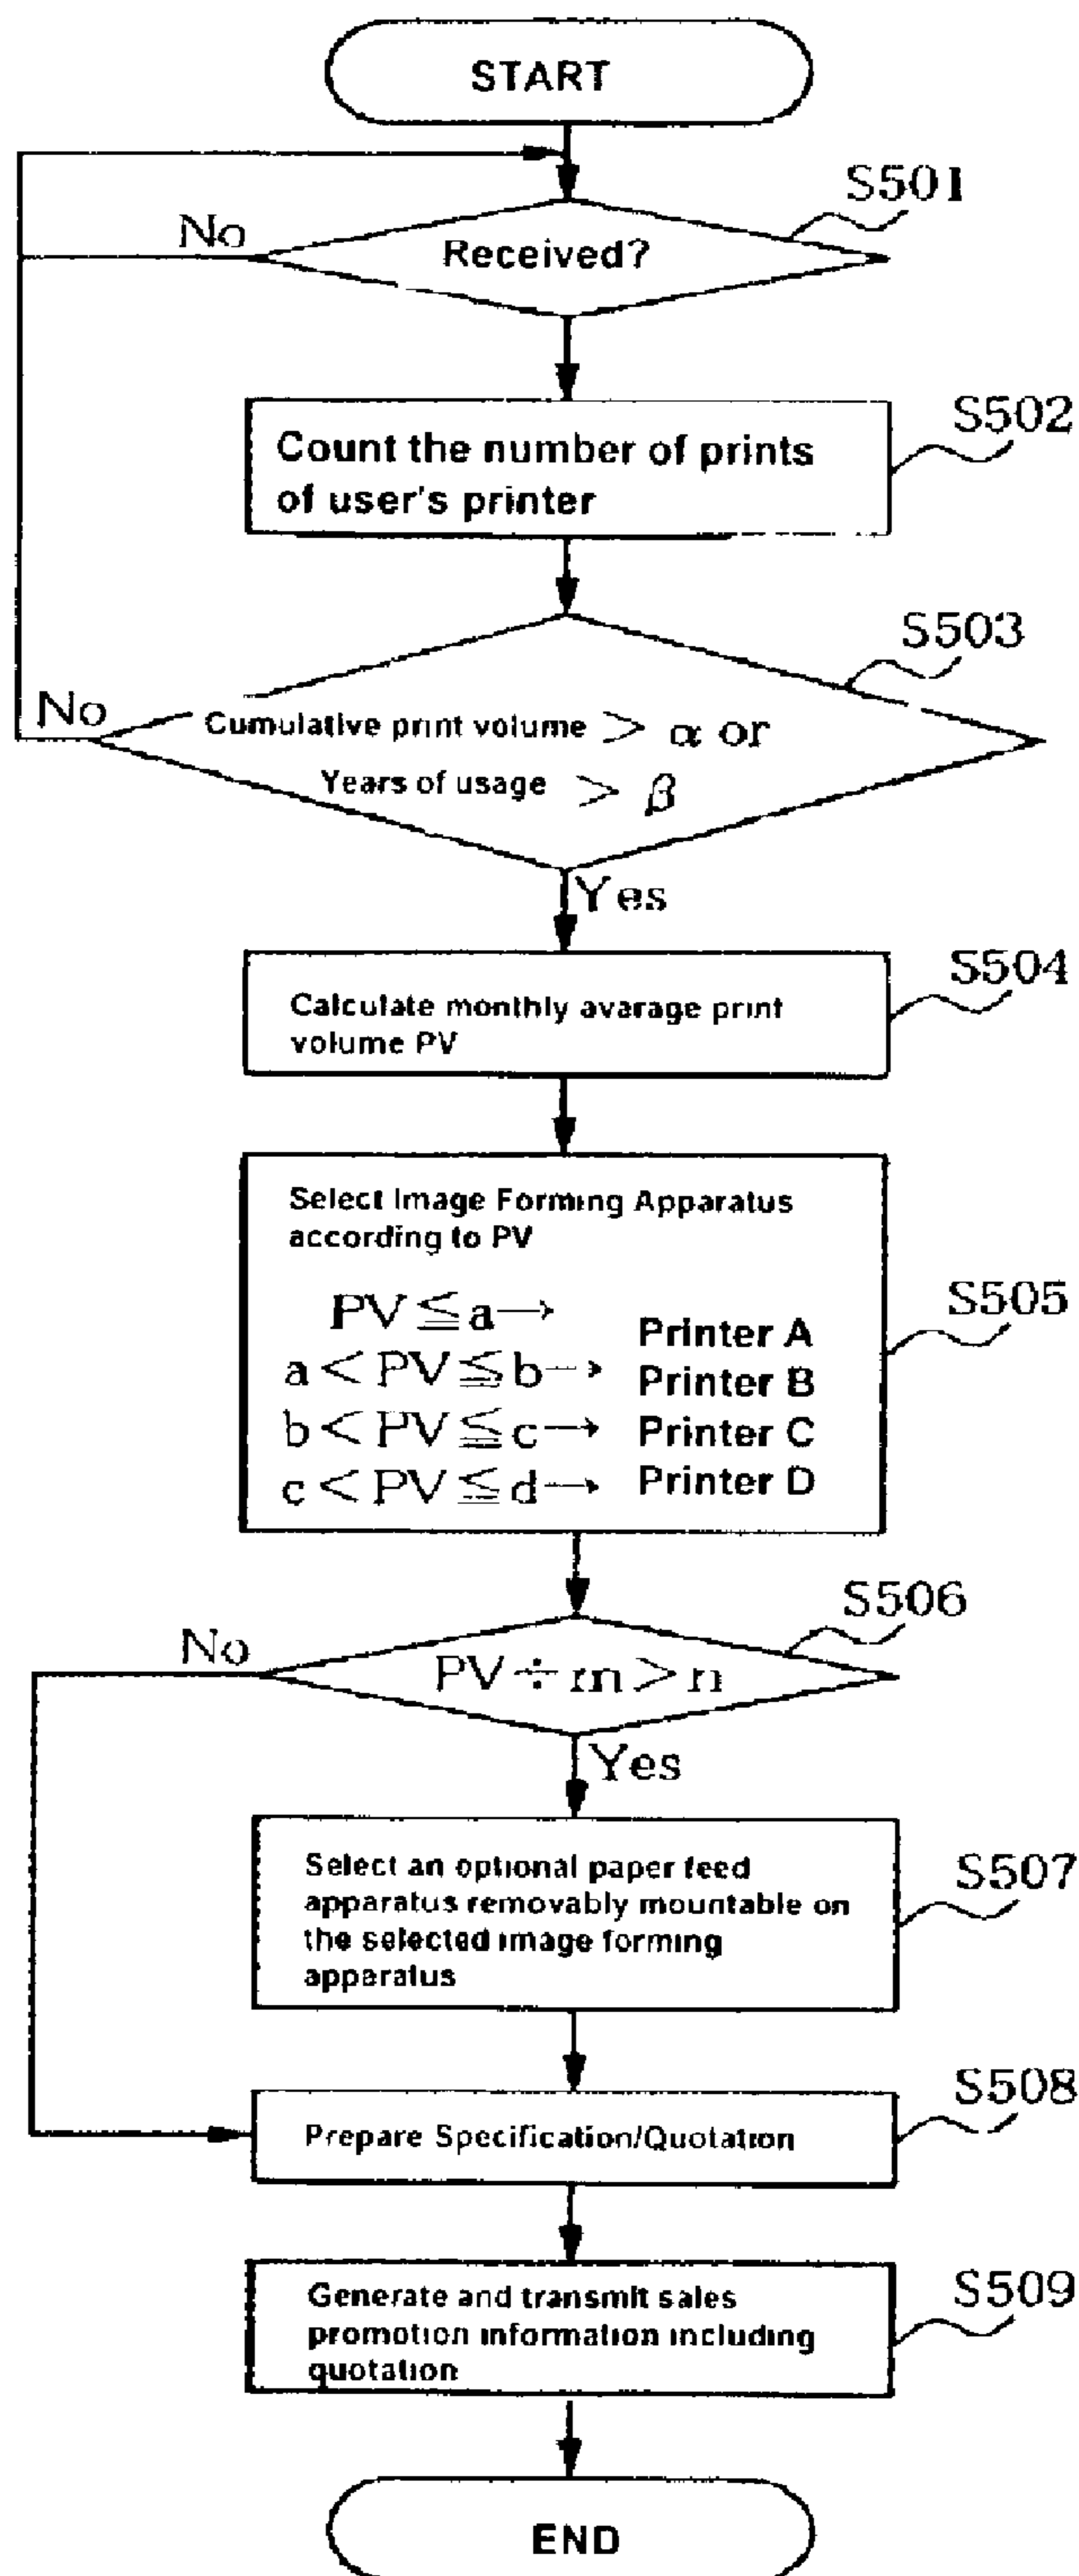 START
S501
No
Received?
S502
Count the number of prints
of user's printer
S503
No
Cumulative print volume > α or
Years of usage > β
Yes
S504
Calculate monthly avarage print
volume PV
Select Image Forming Apparatus
according to PV
S505
PV ≦ a → Printer A
a < PV ≦ b → Printer B
b < PV ≦ c → Printer C
c < PV ≦ d → Printer D
S506
No
PV ÷ m > n
Yes
S507
Select an optional paper feed
apparatus removably mountable on
the selected image forming
apparatus
S508
Prepare Specification/Quotation
S509
Generate and transmit sales
promotion information including
quotation
END